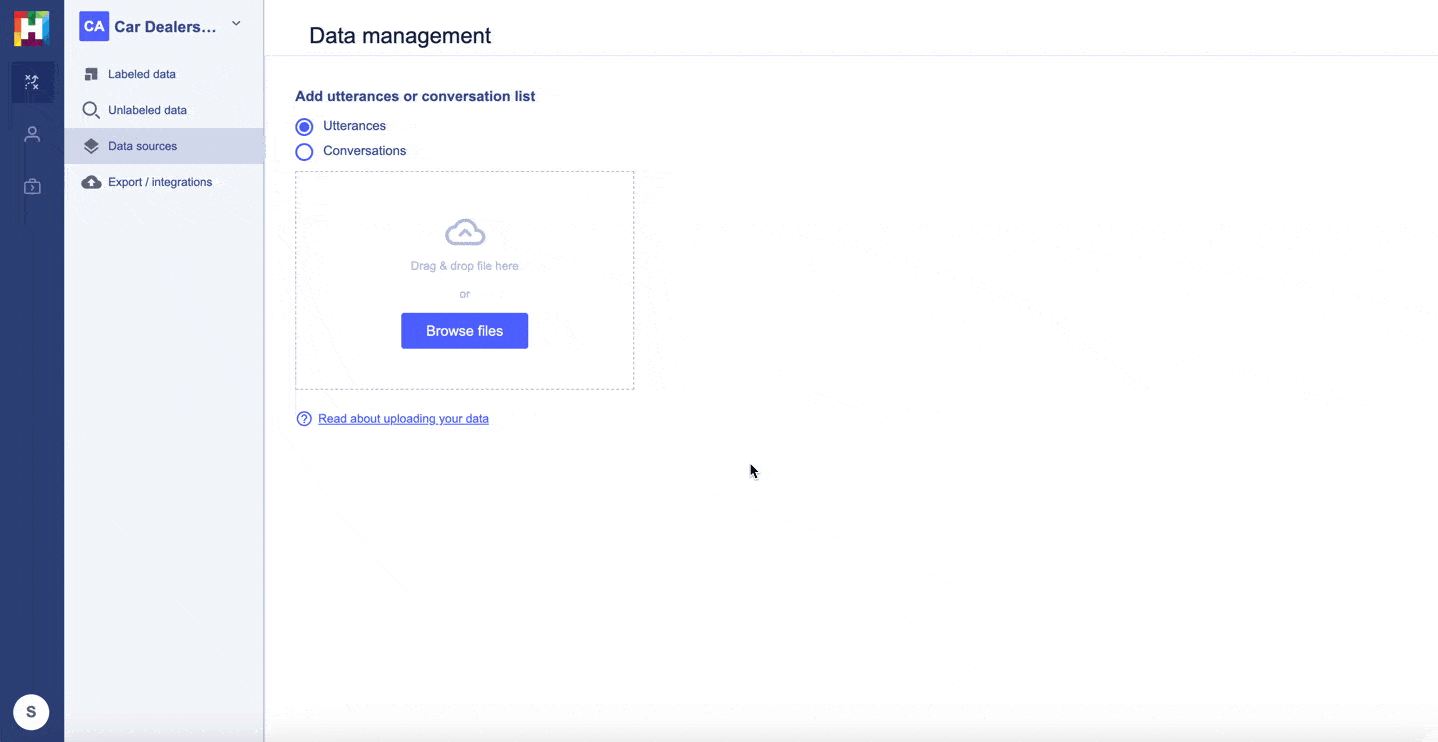 H
CA Car Dealers...
Labeled data
Unlabeled data
Data sources
Export / integrations
S
Data management
Add utterances or conversation list
Utterances
Conversations
Drag & drop file here
or
Browse files
Read about uploading your data